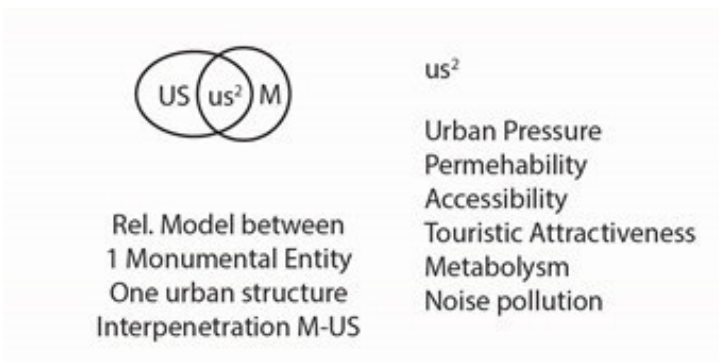 US us² M
Rel. Model between
1 Monumental Entity
One urban structure
Interpenetration M-US
us²
Urban Pressure
Permehability
Accessibility
Touristic Attractiveness
Metabolysm
Noise pollution